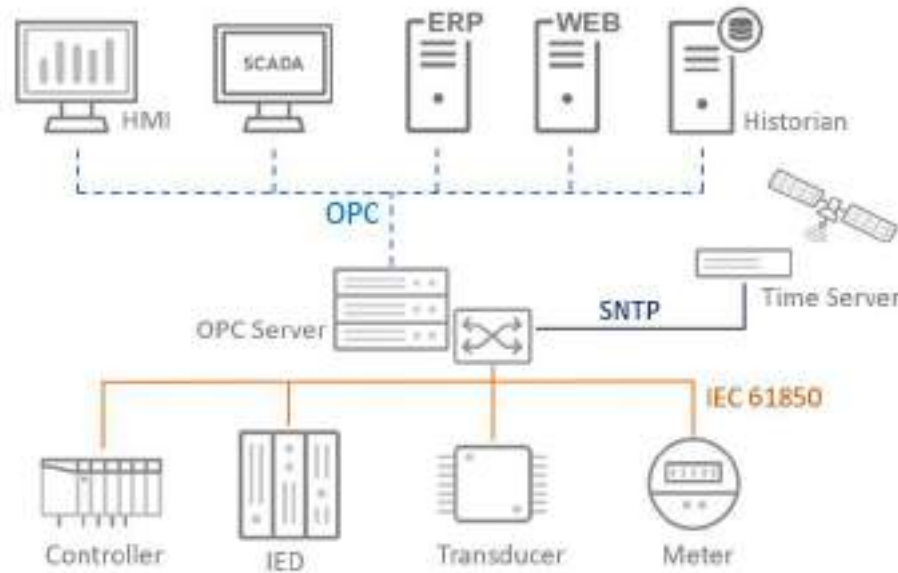 ERP
WEB
SCADA
HMI
Historian
OPC
OPC Server
SNTP
Time Server
IEC 61850
Controller
IED
Transducer
Meter